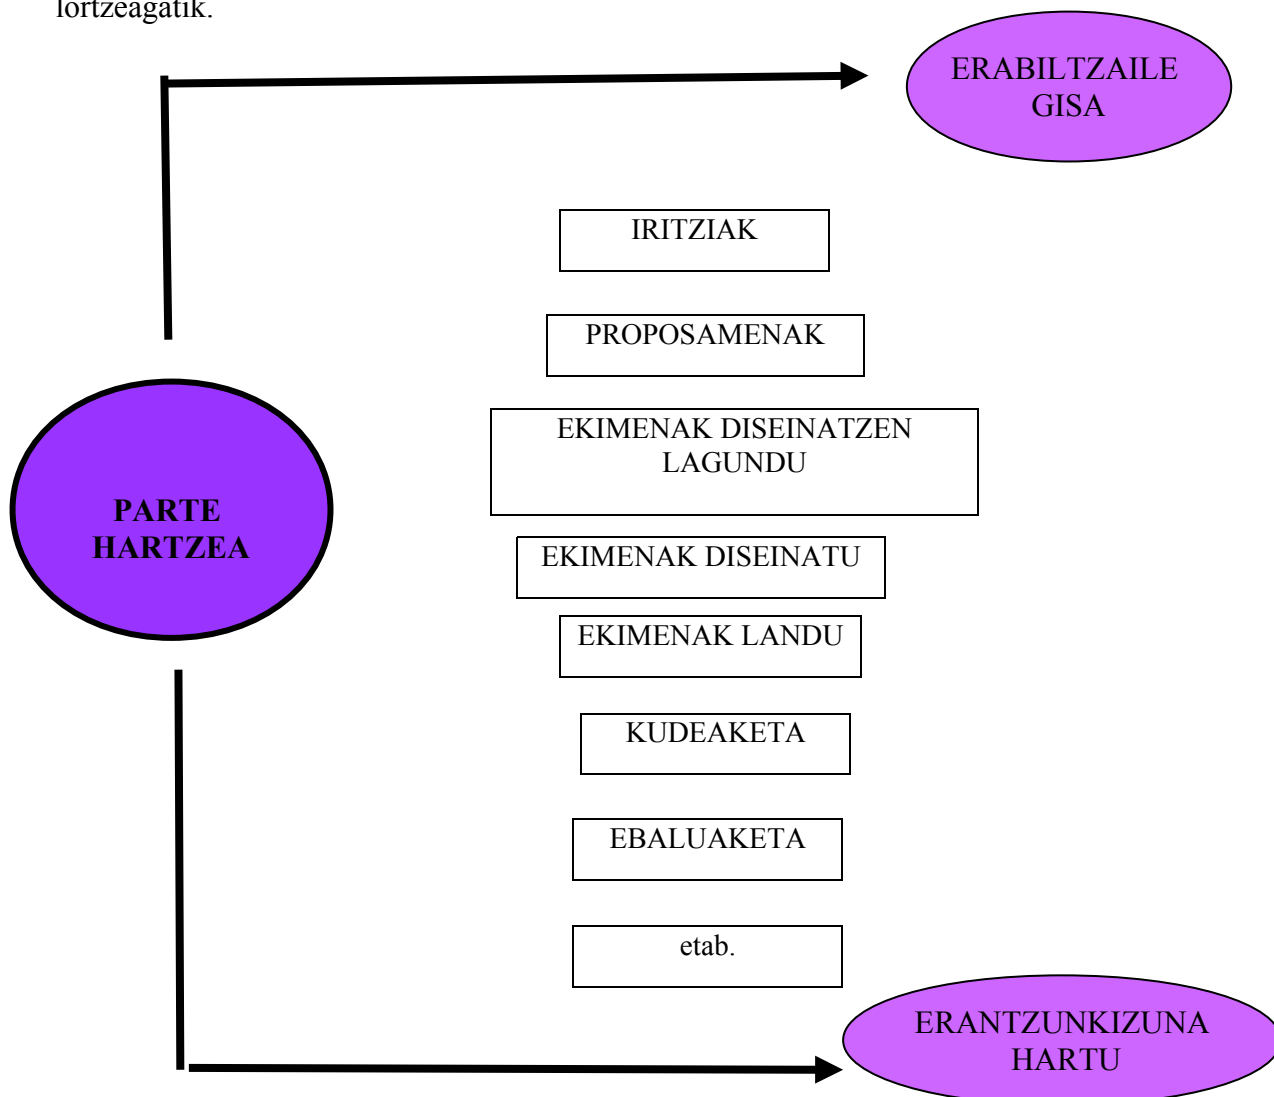 lortzeagatik.
ERABILTZAILE
GISA
IRITZIAK
PROPOSAMENAK
EKIMENAK DISEINATZEN
LAGUNDU
PARTE
HARTZEA
EKIMENAK DISEINATU
EKIMENAK LANDU
KUDEAKETA
EBALUAKETA
etab.
ERANTZUNKIZUNA
HARTU